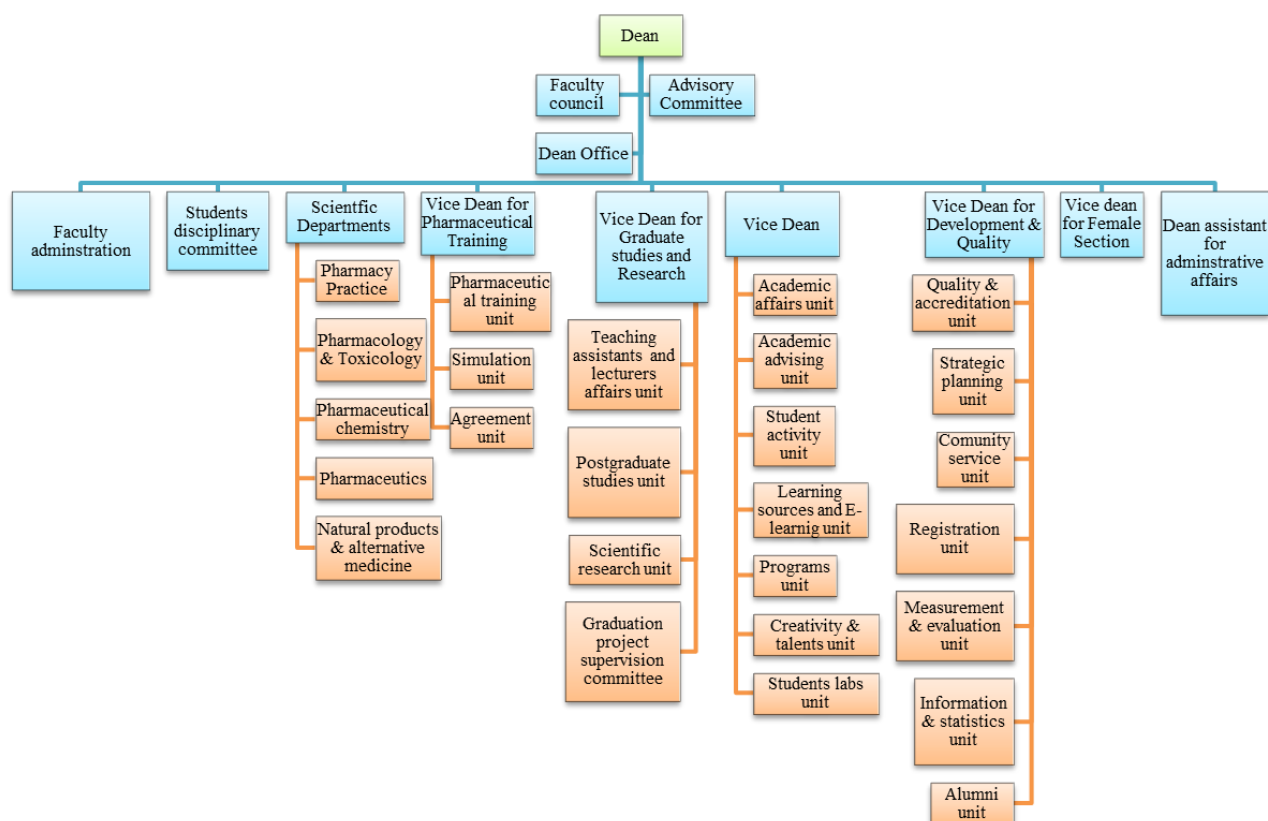 Dean
Faculty
council
Advisory
Committee
Dean Office
Faculty
adminstration
Students
disciplinary
committee
Scientfic
Departments
Vice Dean for
Pharmaceutical
Training
Vice Dean for
Graduate
studies and
Research
Vice Dean
Vice Dean for
Development &
Quality
Vice dean
for Female
Section
Dean assistant
for
adminstrative
affairs
Pharmacy
Practice
Pharmacology
& Toxicology
Pharmaceutical
chemistry
Pharmaceutics
Natural products
& alternative
medicine
Pharmaceutic
al training
unit
Simulation
unit
Agreement
unit
Teaching
assistants and
lecturers
affairs unit
Postgraduate
studies unit
Scientific
research unit
Graduation
project
supervision
committee
Academic
affairs unit
Academic
advising
unit
Student
activity
unit
Learning
sources and E-
learnig unit
Programs
unit
Creativity &
talents unit
Students labs
unit
Quality &
accreditation
unit
Strategic
planning
unit
Comunity
service
unit
Registration
unit
Measurement
& evaluation
unit
Information
& statistics
unit
Alumni
unit